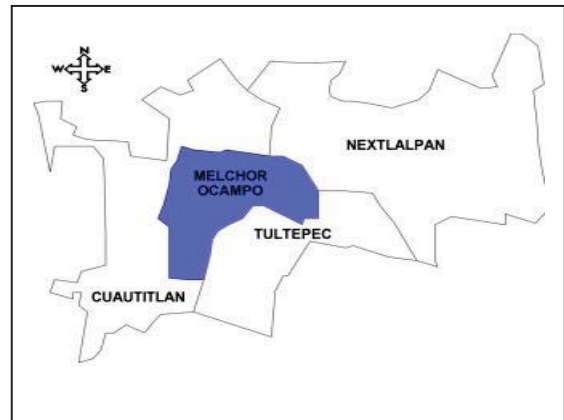 N
W E
S
NEXTLALPAN
MELCHOR
OCAMPO
TULTEPEC
CUAUTITLAN